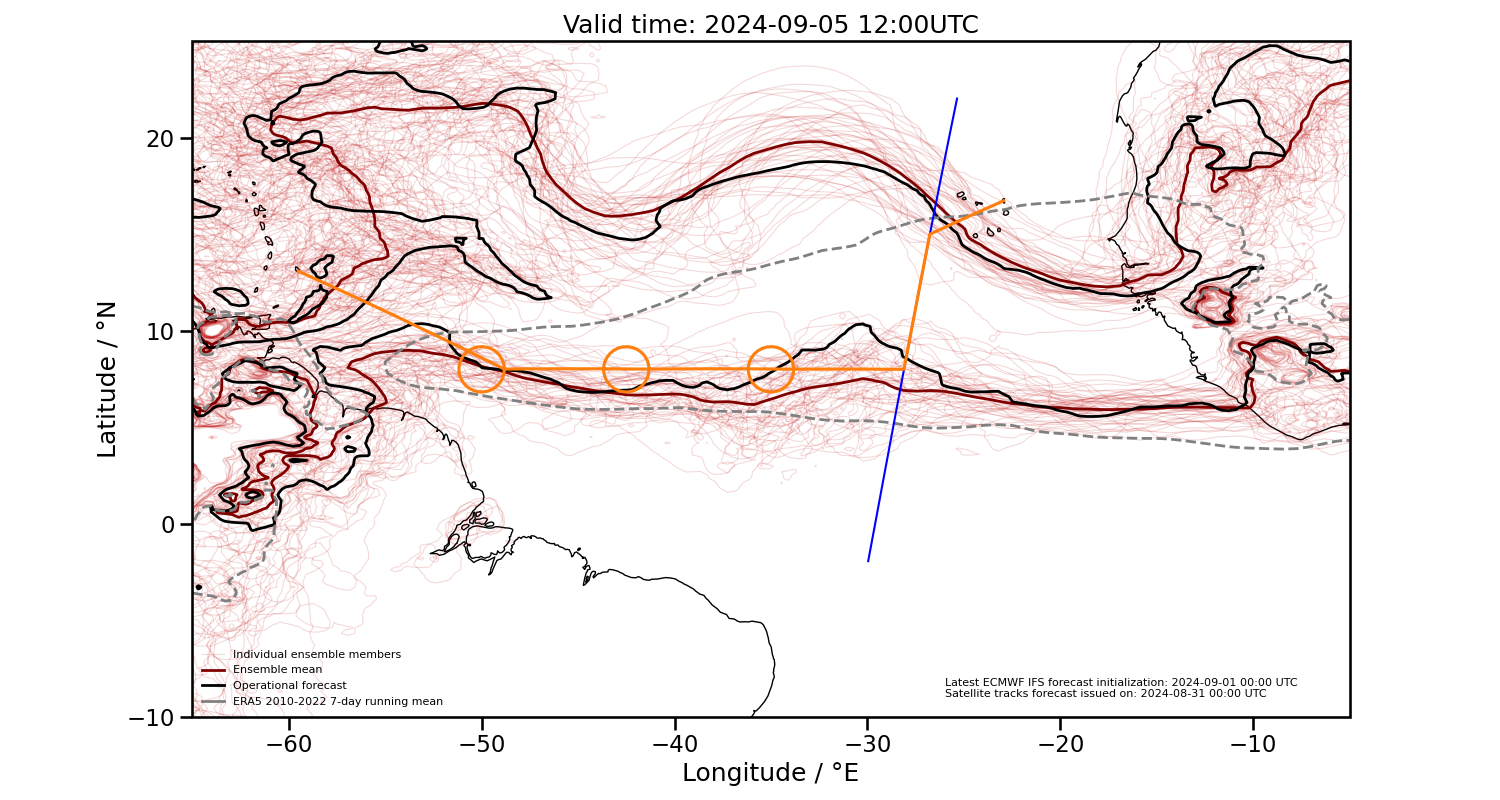 Valid time: 2024-09-05 12:00UTC
20
10
0
−10
Latitude / °N
Individual ensemble members
Ensemble mean
Operational forecast
ERA5 2010-2022 7-day running mean
Latest ECMWF IFS forecast initialization: 2024-09-01 00:00 UTC
Satellite tracks forecast issued on: 2024-08-31 00:00 UTC
−60 −50 −40 −30 −20 −10
Longitude / °E